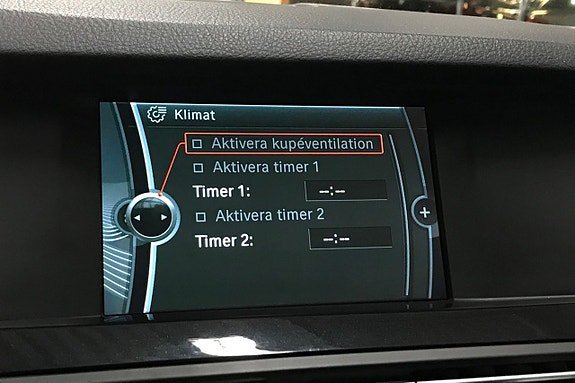 Klimat
Aktivera kupéventilation
Aktivera timer 1
Timer 1: --:--
Aktivera timer 2
Timer 2: --:--